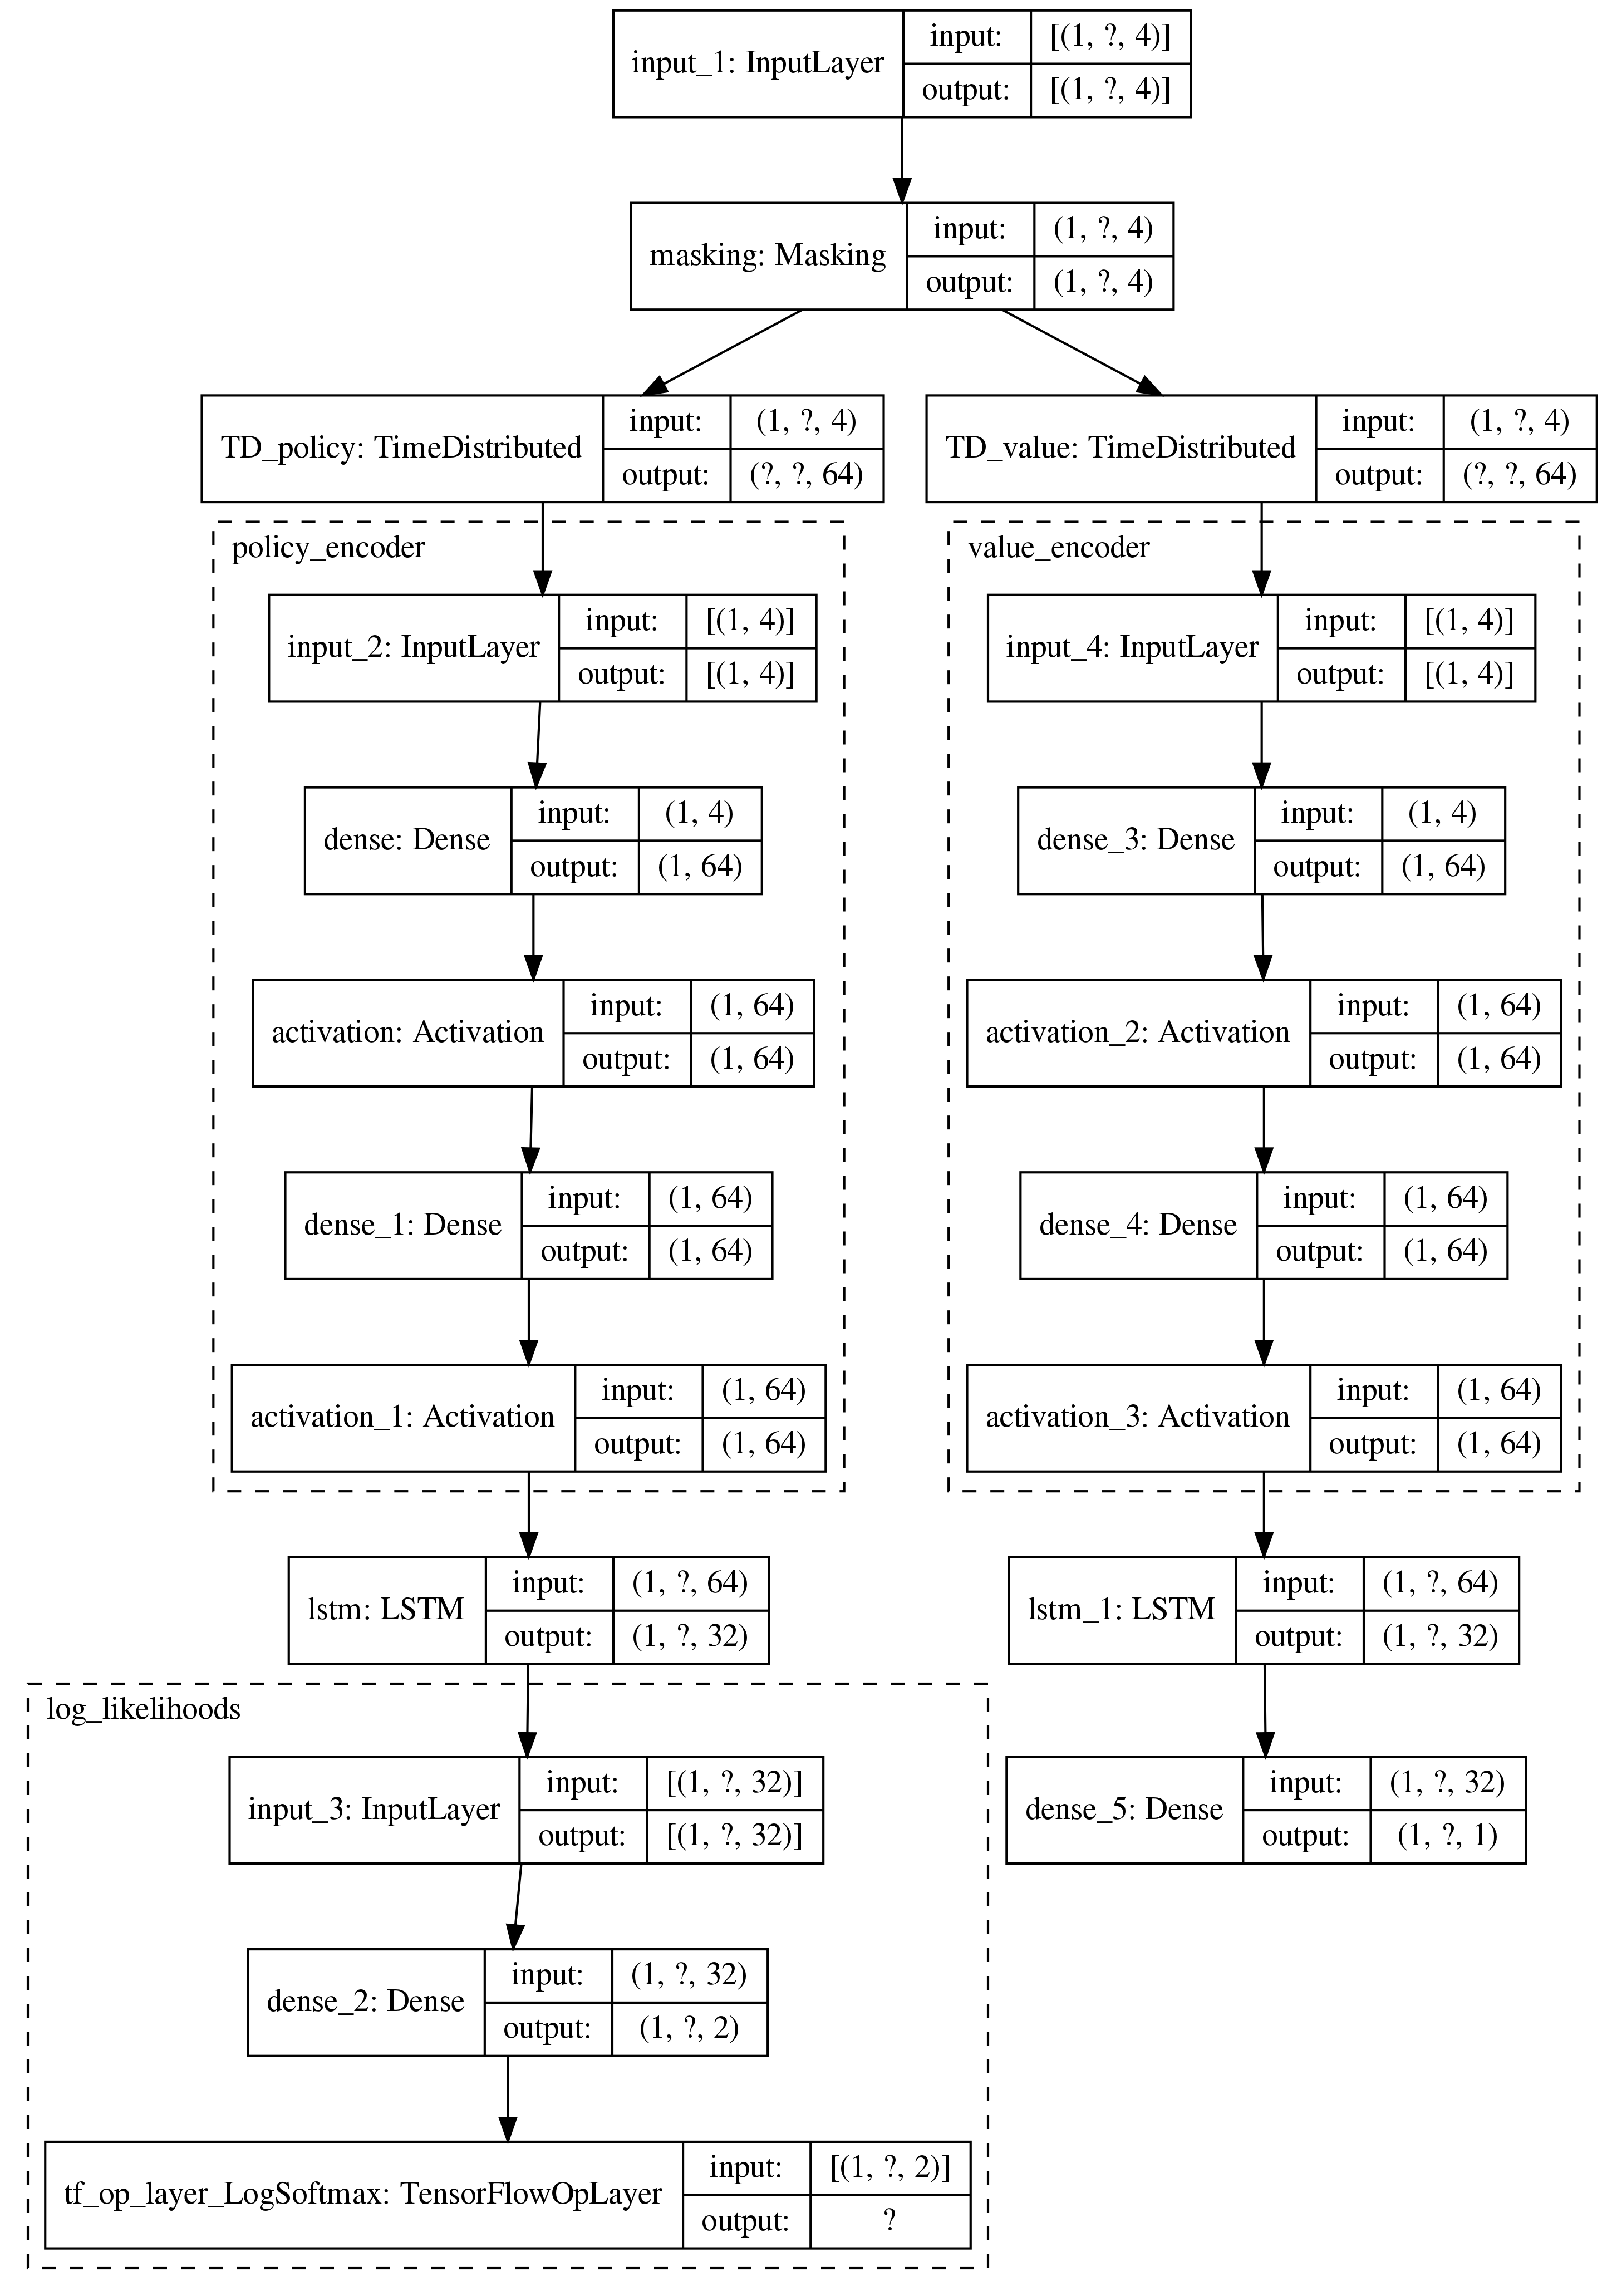 input_1: InputLayer
input:
[(1, ?, 4)]
output:
[(1, ?, 4)]
masking: Masking
input:
(1, ?, 4)
output:
(1, ?, 4)
TD_policy: TimeDistributed
input:
(1, ?, 4)
output:
(?, ?, 64)
TD_value: TimeDistributed
input:
(1, ?, 4)
output:
(?, ?, 64)
policy_encoder
input_2: InputLayer
input:
[(1, 4)]
output:
[(1, 4)]
dense: Dense
input:
(1, 4)
output:
(1, 64)
activation: Activation
input:
(1, 64)
output:
(1, 64)
dense_1: Dense
input:
(1, 64)
output:
(1, 64)
activation_1: Activation
input:
(1, 64)
output:
(1, 64)
value_encoder
input_4: InputLayer
input:
[(1, 4)]
output:
[(1, 4)]
dense_3: Dense
input:
(1, 4)
output:
(1, 64)
activation_2: Activation
input:
(1, 64)
output:
(1, 64)
dense_4: Dense
input:
(1, 64)
output:
(1, 64)
activation_3: Activation
input:
(1, 64)
output:
(1, 64)
lstm: LSTM
input:
(1, ?, 64)
output:
(1, ?, 32)
lstm_1: LSTM
input:
(1, ?, 64)
output:
(1, ?, 32)
log_likelihoods
input_3: InputLayer
input:
[(1, ?, 32)]
output:
[(1, ?, 32)]
dense_5: Dense
input:
(1, ?, 32)
output:
(1, ?, 1)
dense_2: Dense
input:
(1, ?, 32)
output:
(1, ?, 2)
tf_op_layer_LogSoftmax: TensorFlowOpLayer
input:
[(1, ?, 2)]
output:
?